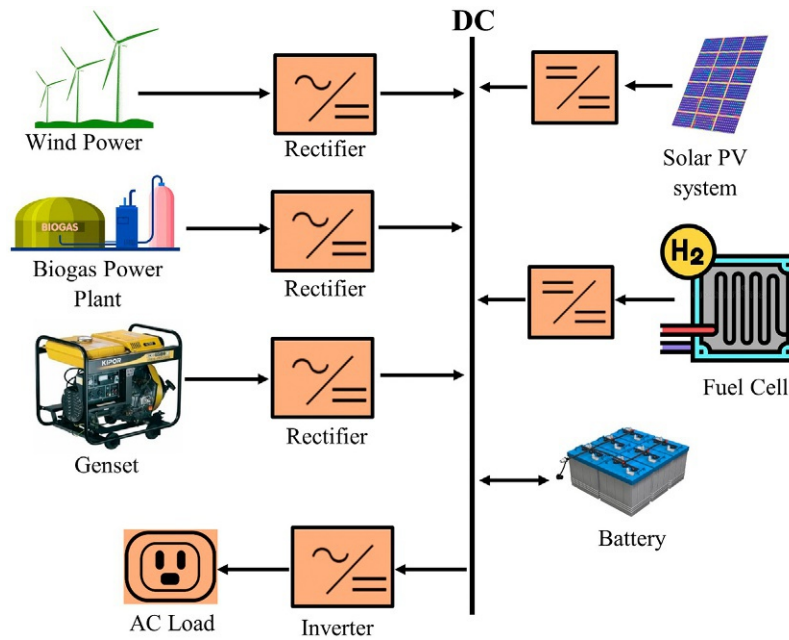 DC
Wind Power
Rectifier
Solar PV
system
BIOGAS
Biogas Power
Plant
Rectifier
H2
Fuel Cell
KIPOR
Genset
Rectifier
Battery
AC Load
Inverter